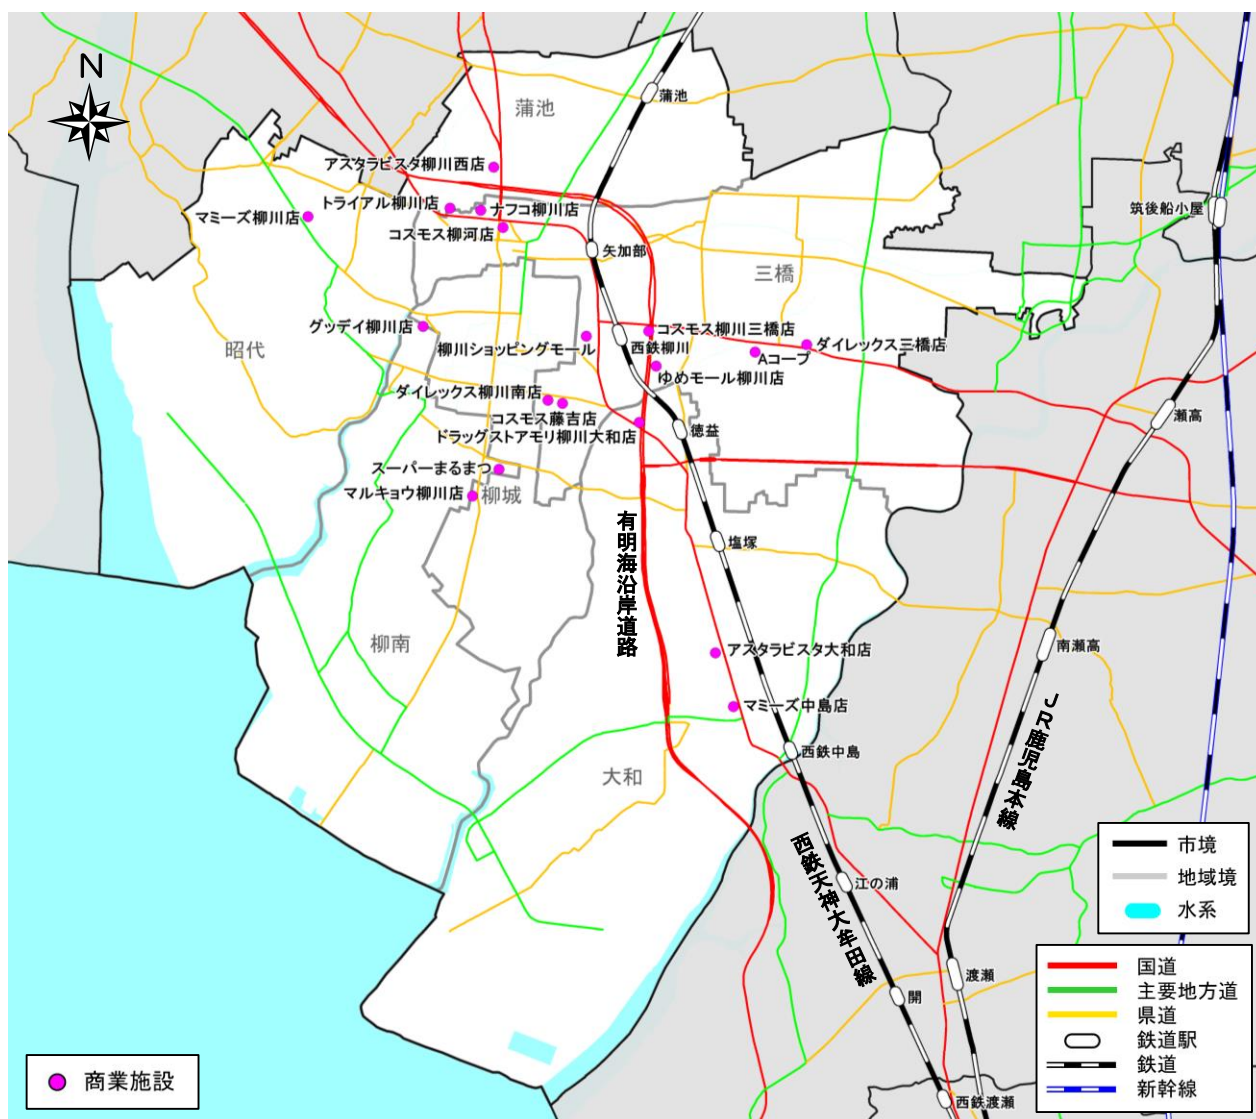 N
蒲池
蒲池
アスタラビスタ柳川西店
トライアル柳川店
ナフコ柳川店
マミーズ柳川店
コスモス柳河店
筑後船小屋
矢加部
三橋
グッデイ柳川店
コスモス柳川三橋店
昭代
柳川ショッピングモール
西鉄柳川
ダイレックス三橋店
Aコープ
ゆめモール柳川店
ダイレックス柳川南店
コスモス藤吉店
瀬高
ドラッグストアモリ柳川大和店
徳益
スーパーまるまつ
マルキョウ柳川店
柳城
有明海沿岸道路
塩塚
柳南
アスタラビスタ大和店
南瀬高
マミーズ中島店
JR鹿児島本線
西鉄中島
大和
西鉄天神大牟田線
江の浦
市境
地域境
水系
渡瀬
開
国道
主要地方道
県道
鉄道駅
鉄道
新幹線
商業施設
西鉄渡瀬